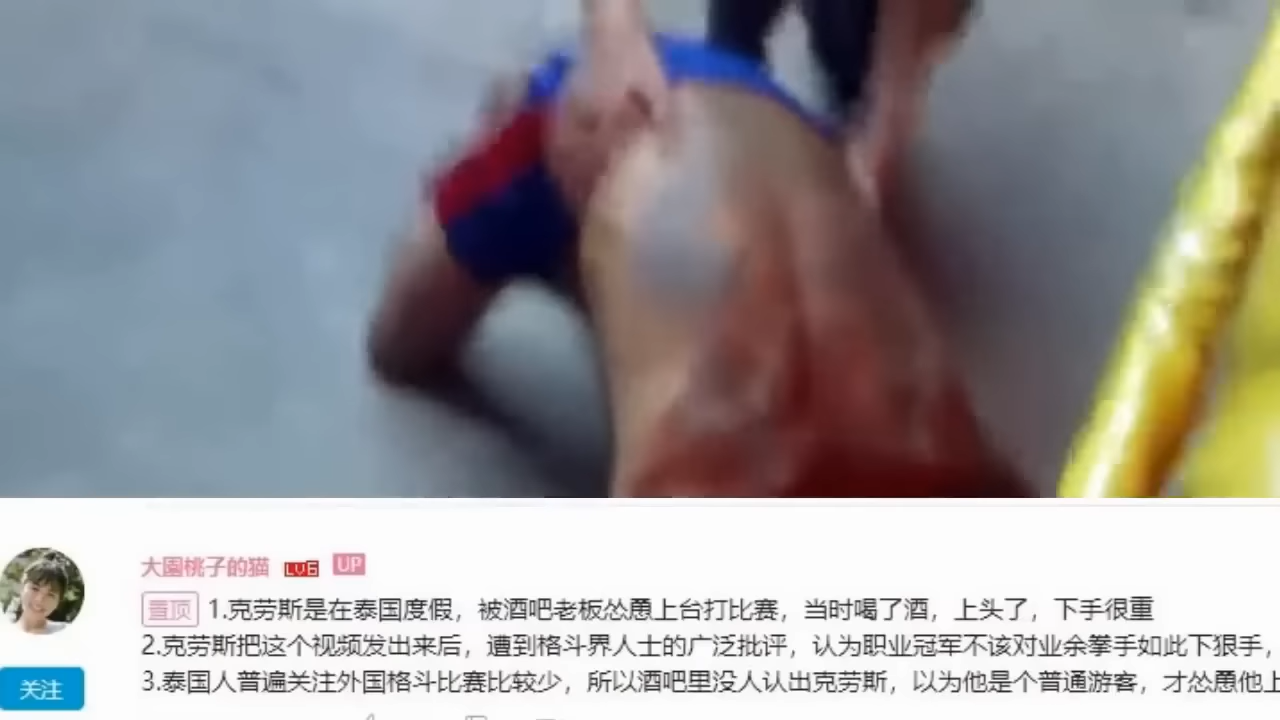 大園桃子的猫 LV6 UP
置顶 1.克劳斯是在泰国度假，被酒吧老板怂恿上台打比赛，当时喝了酒，上头了，下手很重
2.克劳斯把这个视频发出来后，遭到格斗界人士的广泛批评，认为职业冠军不该对业余拳手如此下狠手，
关注
3.泰国人普遍关注外国格斗比赛比较少，所以酒吧里没人认出克劳斯，以为他是个普通游客，才怂恿他上